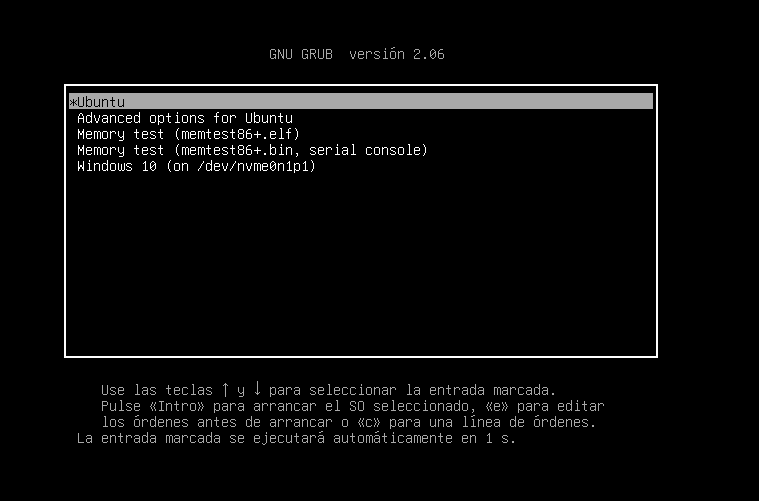 GNU GRUB  versión 2.06
*Ubuntu
Advanced options for Ubuntu
Memory test (memtest86+.elf)
Memory test (memtest86+.bin, serial console)
Windows 10 (on /dev/nvme0n1p1)
Use las teclas ↑ y ↓ para seleccionar la entrada marcada.
Pulse «Intro» para arrancar el SO seleccionado, «e» para editar
los órdenes antes de arrancar o «c» para una línea de órdenes.
La entrada marcada se ejecutará automáticamente en 1 s.